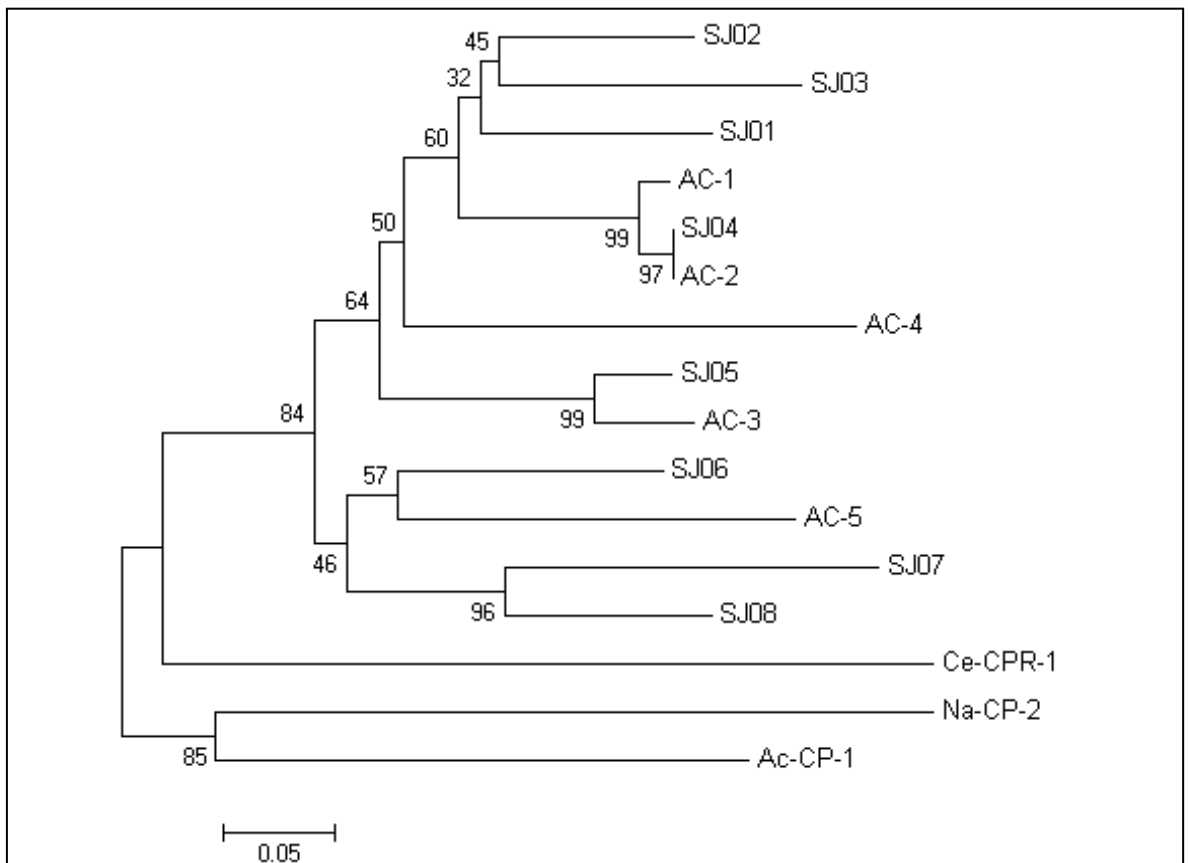 45
SJ02
32
SJ03
60
SJ01
AC-1
50
99
SJ04
97
AC-2
64
AC-4
SJ05
84
99
AC-3
57
SJ06
AC-5
46
SJ07
96
SJ08
Ce-CPR-1
Na-CP-2
85
Ac-CP-1
0.05